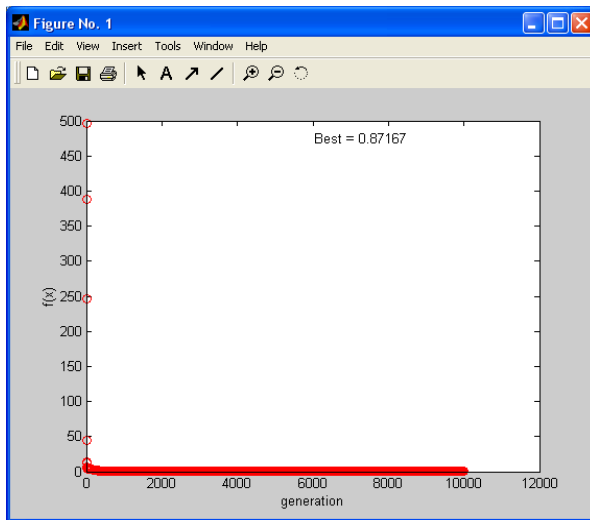 Figure No. 1
File Edit View Insert Tools Window Help
A
500
Best = 0.87167
450
400
350
300
f(x)
250
200
150
100
50
0
0 2000 4000 6000 8000 10000 12000
generation